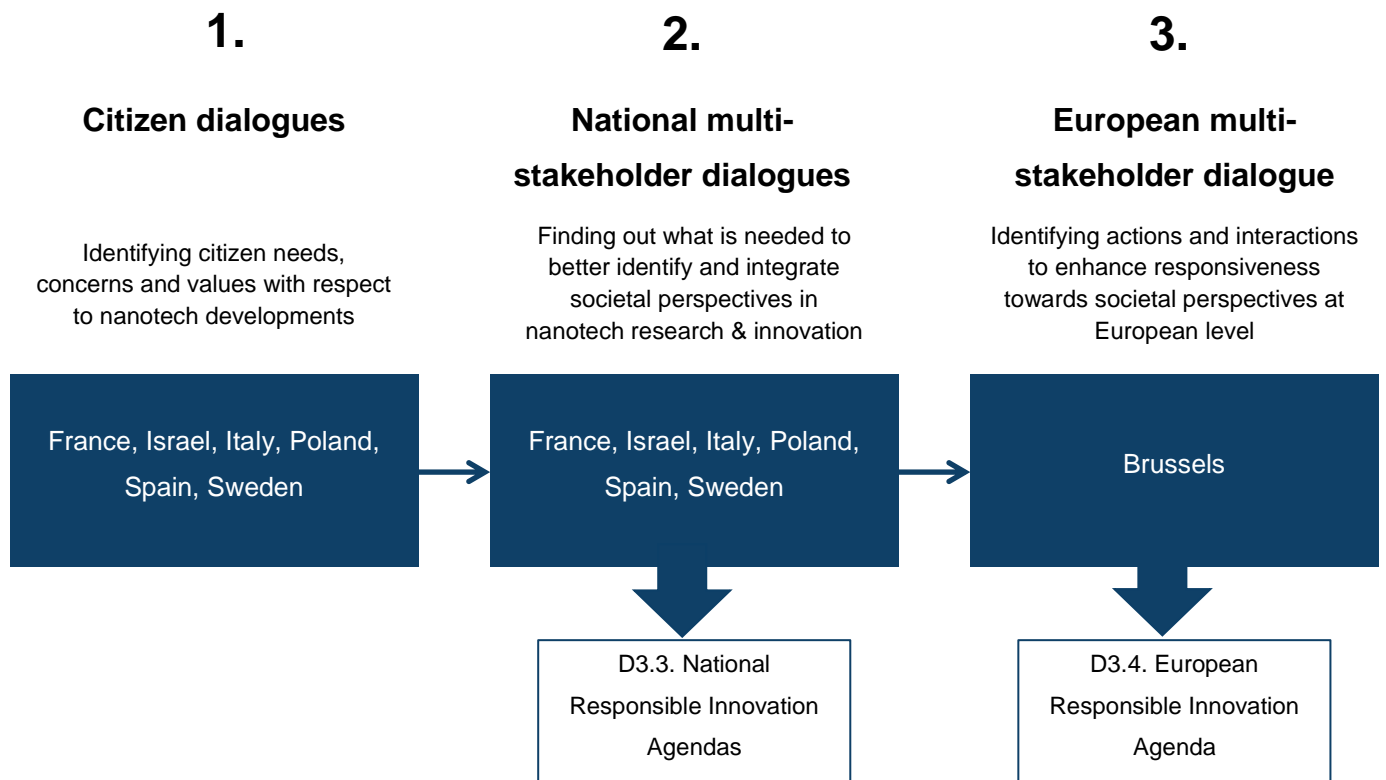 1.
Citizen dialogues
Identifying citizen needs,
concerns and values with respect
to nanotech developments
France, Israel, Italy, Poland,
Spain, Sweden
2.
National multi-
stakeholder dialogues
Finding out what is needed to
better identify and integrate
societal perspectives in
nanotech research & innovation
France, Israel, Italy, Poland,
Spain, Sweden
D3.3. National
Responsible Innovation
Agendas
3.
European multi-
stakeholder dialogue
Identifying actions and interactions
to enhance responsiveness
towards societal perspectives at
European level
Brussels
D3.4. European
Responsible Innovation
Agenda